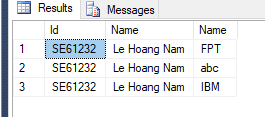 Results Messages
Id Name Name
1 SE61232 Le Hoang Nam FPT
2 SE61232 Le Hoang Nam abc
3 SE61232 Le Hoang Nam IBM